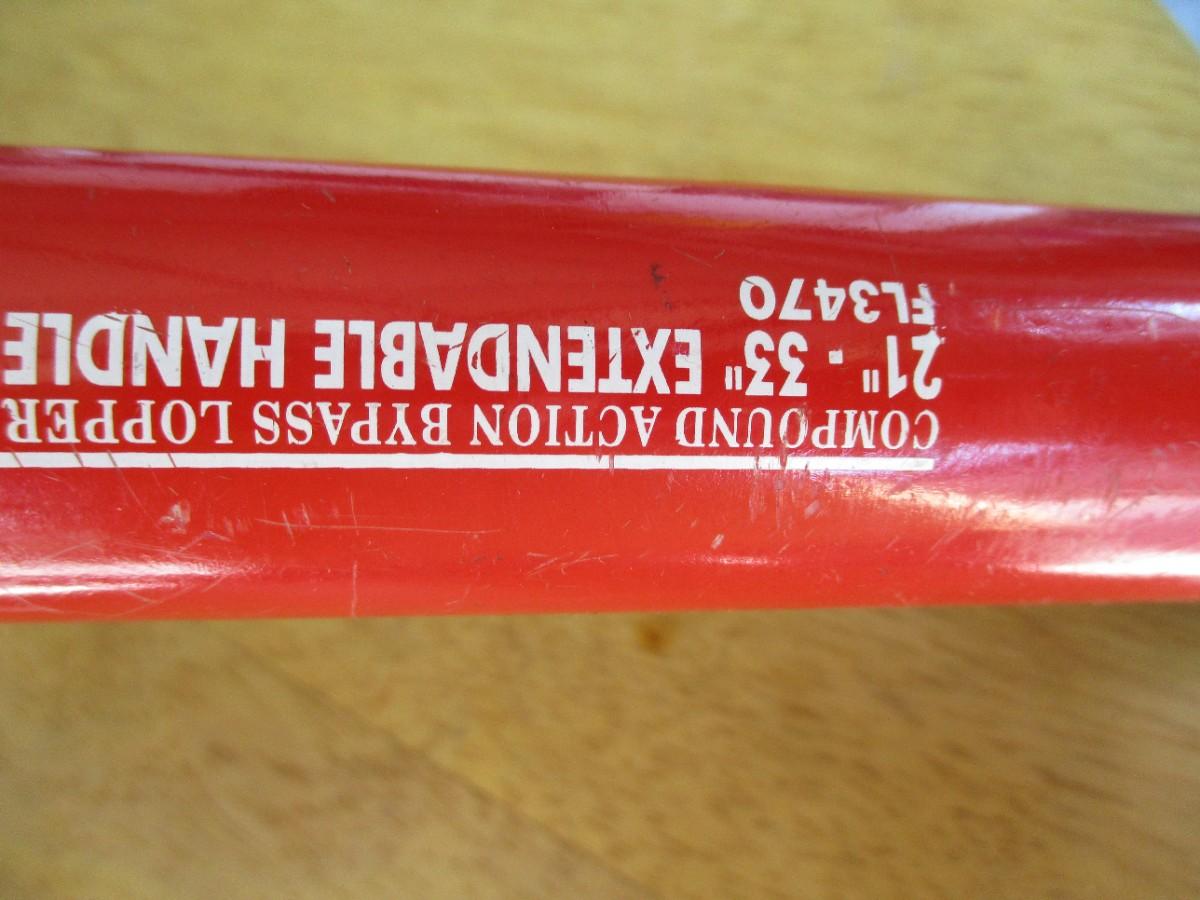 COMPOUND ACTION BYPASS LOPPER
21" - 33" EXTENDABLE HANDLE
FL3470